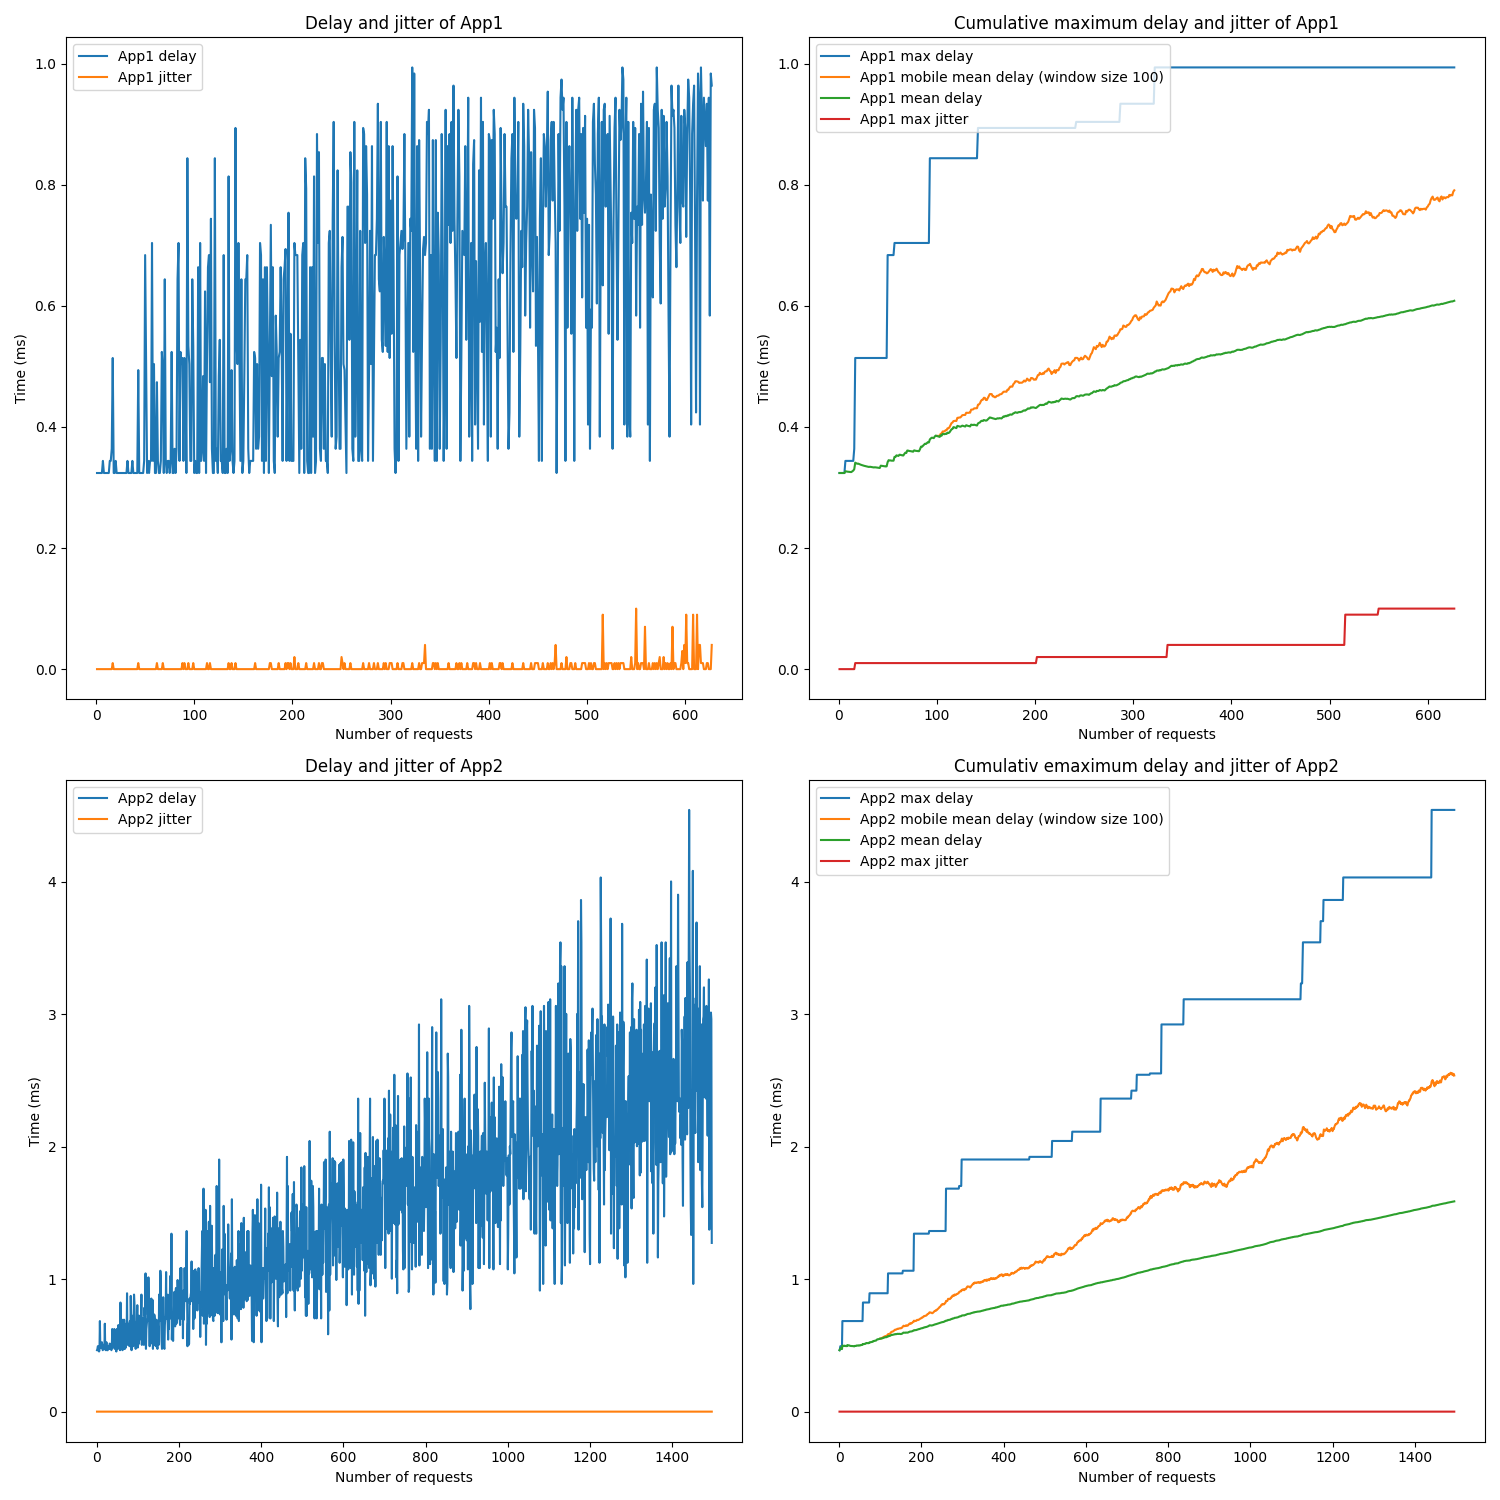 Delay and jitter of App1
App1 delay
App1 jitter
1.0
0.8
0.6
0.4
0.2
0.0
Time (ms)
0 100 200 300 400 500 600
Number of requests
Cumulative maximum delay and jitter of App1
App1 max delay
App1 mobile mean delay (window size 100)
App1 mean delay
App1 max jitter
1.0
0.8
0.6
0.4
0.2
0.0
Time (ms)
0 100 200 300 400 500 600
Number of requests
Delay and jitter of App2
App2 delay
App2 jitter
4
3
2
1
0
Time (ms)
0 200 400 600 800 1000 1200 1400
Number of requests
Cumulativ emaximum delay and jitter of App2
App2 max delay
App2 mobile mean delay (window size 100)
App2 mean delay
App2 max jitter
4
3
2
1
0
Time (ms)
0 200 400 600 800 1000 1200 1400
Number of requests